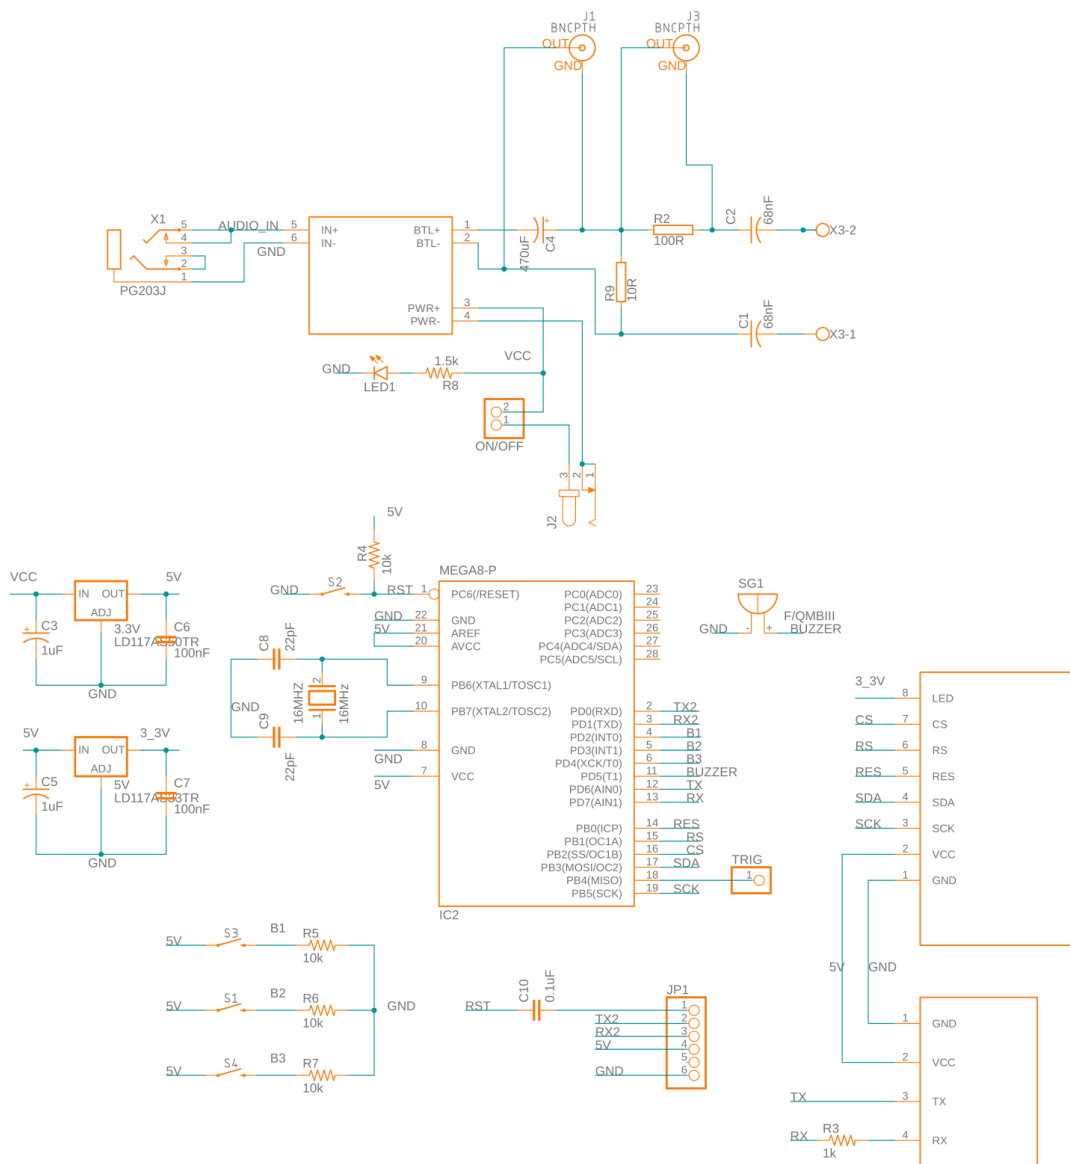 J1
BNCPTH
OUT
GND
J3
BNCPTH
OUT
GND
X1
5
4
3
2
1
PG203J
AUDIO_IN
GND
5
6
IN+
IN-
BTL+
BTL-
PWR+
PWR-
1
2
3
4
470uF
C4
R2
100R
R9
10R
C2
68nF
X3-2
C1
68nF
X3-1
GND
LED1
1.5k
R8
VCC
2
1
ON/OFF
3
2
1
J2
VCC
IN OUT
ADJ
5V
C3
1uF
3.3V
LD117AS50TR
C6
100nF
GND
5V
IN OUT
ADJ
3_3V
C5
1uF
5V
LD117AS33TR
C7
100nF
GND
5V
R4
10k
GND
S2
RST
GND
5V
C8
22pF
GND
C9
22pF
16MHZ
2
1
16MHz
GND
5V
MEGA8-P
1 PC6(/RESET)
22 GND
21 AREF
20 AVCC
9 PB6(XTAL1/TOSC1)
10 PB7(XTAL2/TOSC2)
8 GND
7 VCC
PC0(ADC0) 23
PC1(ADC1) 24
PC2(ADC2) 25
PC3(ADC3) 26
PC4(ADC4/SDA) 27
PC5(ADC5/SCL) 28
PD0(RXD) 2 TX2
PD1(TXD) 3 RX2
PD2(INT0) 4 B1
PD3(INT1) 5 B2
PD4(XCK/T0) 6 B3
PD5(T1) 11 BUZZER
PD6(AIN0) 12 TX
PD7(AIN1) 13 RX
PB0(ICP) 14 RES
PB1(OC1A) 15 RS
PB2(SS/OC1B) 16 CS
PB3(MOSI/OC2) 17 SDA
PB4(MISO) 18
PB5(SCK) 19 SCK
IC2
TRIG
1
SG1
GND
-
+
F/QMBIII
BUZZER
3_3V 8 LED
CS 7 CS
RS 6 RS
RES 5 RES
SDA 4 SDA
SCK 3 SCK
2 VCC
1 GND
5V
GND
1 GND
2 VCC
TX 3 TX
RX R3 4 RX
1k
5V S3 B1 R5
10k
5V S1 B2 R6
10k
GND
5V S4 B3 R7
10k
RST
C10
0.1uF
JP1
1
TX2 2
RX2 3
5V 4
5
GND 6